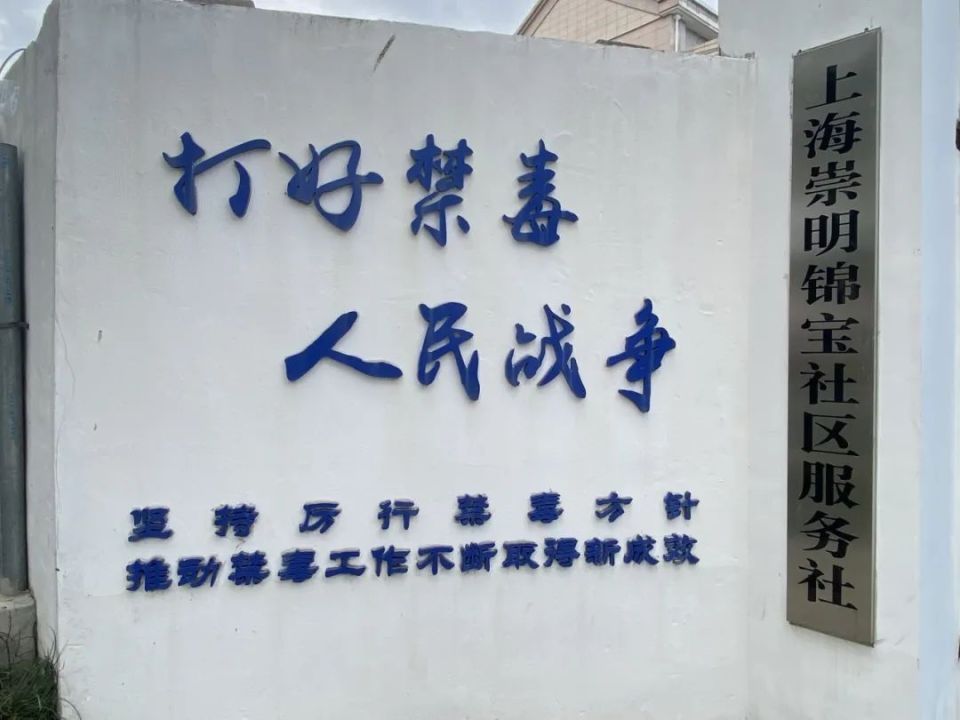 打好禁毒
人民战争
坚持厉行禁毒方针
推动禁毒工作不断取得新成效
上海崇明锦宝社区服务社